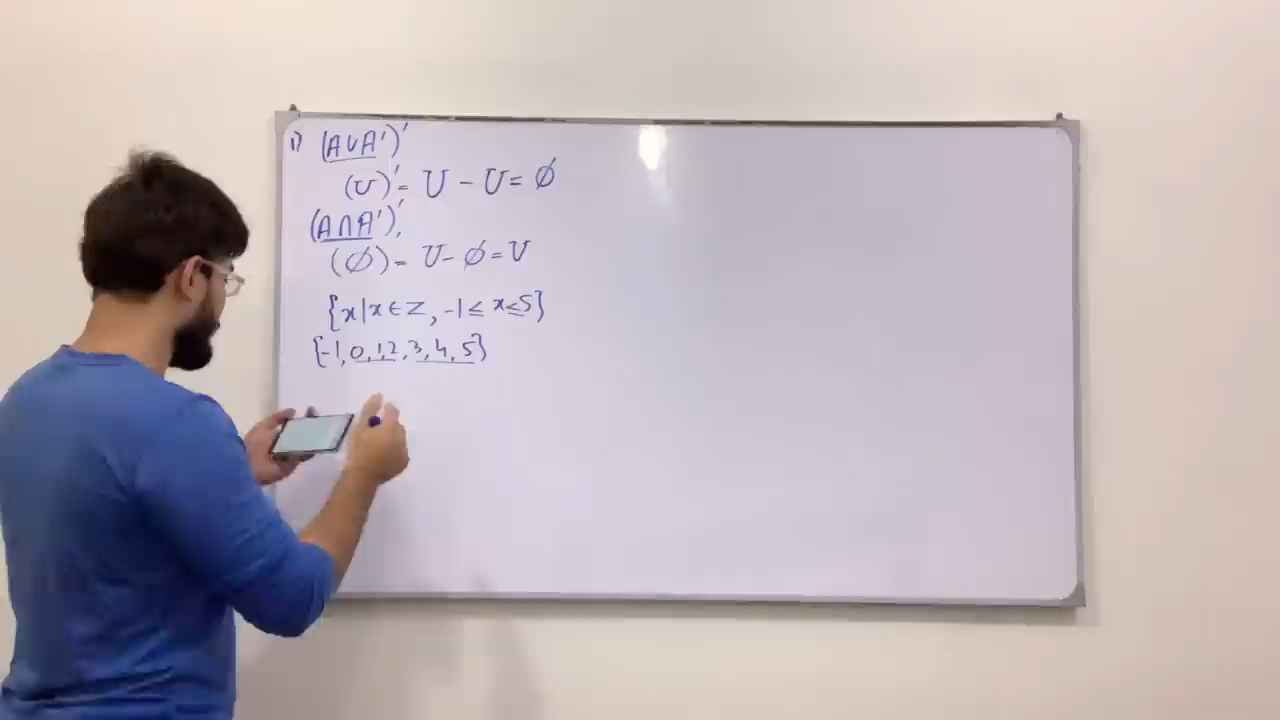 1) (A∪A')'
(U)' = U - U = ∅
(A∩A')'
(∅) = U - ∅ = U
{x|x∈Z, -1≤x≤5}
{-1,0,1,2,3,4,5}